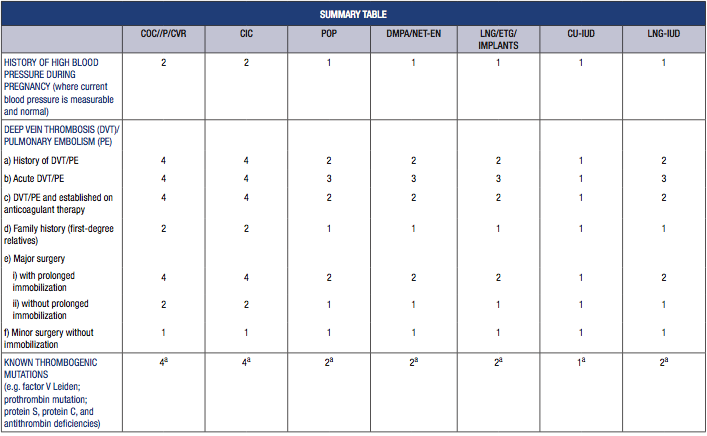 SUMMARY TABLE
COC//P/CVR CIC POP DMPA/NET-EN LNG/ETG/ IMPLANTS CU-IUD LNG-IUD
HISTORY OF HIGH BLOOD 2 2 1 1 1 1 1
PRESSURE DURING
PREGNANCY (where current
blood pressure is measurable
and normal)
DEEP VEIN THROMBOSIS (DVT)/
PULMONARY EMBOLISM (PE)
a) History of DVT/PE 4 4 2 2 2 1 2
b) Acute DVT/PE 4 4 3 3 3 1 3
c) DVT/PE and established on 4 4 2 2 2 1 2
anticoagulant therapy
d) Family history (first-degree 2 2 1 1 1 1 1
relatives)
e) Major surgery
i) with prolonged 4 4 2 2 2 1 2
immobilization
ii) without prolonged 2 2 1 1 1 1 1
immobilization
f) Minor surgery without 1 1 1 1 1 1 1
immobilization
KNOWN THROMBOGENIC 4a 4a 2a 2a 2a 1a 2a
MUTATIONS
(e.g. factor V Leiden;
prothrombin mutation;
protein S, protein C, and
antithrombin deficiencies)